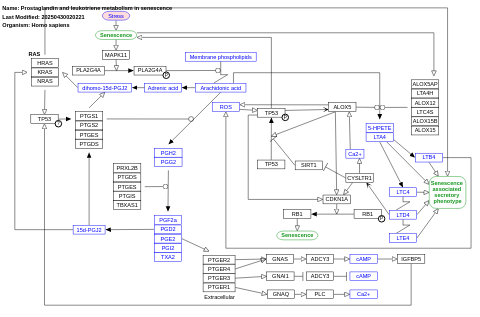 Name: Prostaglandin and leukotriene metabolism in senescence
Last Modified: 20250430020221
Organism: Homo sapiens
Stress
Senescence
MAPK11
RAS
HRAS
KRAS
NRAS
PLA2G4A
PLA2G4A
P
Membrane phospholipids
dihomo-15d-PGJ2
Adrenic acid
Arachidonic acid
ALOX5AP
LTA4H
ALOX12
LTC4S
ALOX15B
ALOX15
TP53
P
PTGS1
PTGS2
PTGES
PTGDS
ROS
TP53
P
ALOX5
5-HPETE
LTA4
PGH2
PGG2
Ca2+
LTB4
TP53
SIRT1
CYSLTR1
PRXL2B
PTGDS
PTGES
PTGIS
TBXAS1
Senescence
associated
secretory
phenotype
LTC4
CDKN1A
RB1
RB1
P
LTD4
PGF2a
PGD2
PGE2
PGI2
TXA2
15d-PGJ2
Senescence
LTE4
PTGER2
PTGER4
PTGER3
PTGER1
Extracellular
GNAS
ADCY3
cAMP
IGFBP5
GNAI1
ADCY3
cAMP
GNAQ
PLC
Ca2+